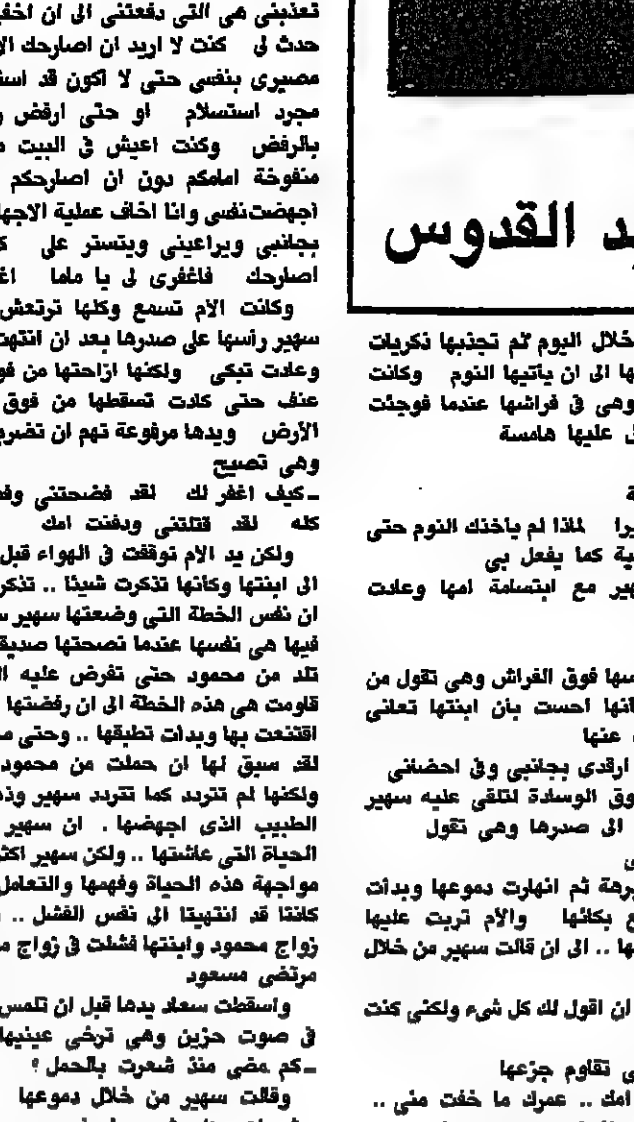 د القدوس
خلال اليوم لم تجذبها ذكريات
ها الى ان يأتيها النوم وكانت
وهى فى فراشها عندما فوجئت
عليها هامسة
يرا لماذا لم ياخذك النوم حتى
ية كما يفعل بي
هير مع ابتسامة امها وعادت
سها فوق الفراش وهى تقول من
انها احست بأن ابنتها تعانى
عنها
ارقدى بجانبى وفى احضانى
وق الوسادة لتلقى عليه سهير
الى صدرها وهى تقول
برهة ثم انهارت دموعها وبدأت
ع بكائها والام تربت عليها
ها .. الى ان قالت سهير من خلال
ان اقول لك كل شىء ولكنى كنت
ى تقاوم جزعها
امك .. عمرك ما خفت منى ..
تعذبنى هى التى دفعتنى الى ان اخفى
حدث لى كنت لا اريد ان اصارحك الا
مصيرى بنفسى حتى لا اكون قد است
مجرد استسلام او حتى ارفض و
بالرفض وكنت اعيش فى البيت م
منفوخة امامكم دون ان اصارحكم
اجهضت نفسى وانا اخاف عملية الاجها
بجانبى ويراعينى ويتستر على ك
اصارحك فاغفرى لى يا ماما اغ
وكانت الام تسمع وكلها ترتعش
سهير رأسها على صدرها بعد ان انتهت
وعادت تبكى ولكنها ازاحتها من فو
عنف حتى كادت تسقطها من فوق
الأرض ويدها مرفوعة تهم ان تضرب
وهى تصيح
ـ كيف اغفر لك لقد فضحتنى وفض
كله لقد قتلتنى ودفنت امك
ولكن يد الام توقفت فى الهواء قبل
الى ابنتها وكأنها تذكرت شيئا .. تذكر
ان نفس الخطة التى وضعتها سهير س
فيها هى نفسها عندما نصحتها صديق
تلد من محمود حتى تفرض عليه ال
قاومت هى هذه الخطة الى ان رفضتها
اقتنعت بها وبدأت تطبقها .. وحتى م
لقد سبق لها ان حملت من محمود
ولكنها لم تتردد كما تتردد سهير وذ
الطبيب الذى اجهضها . ان سهير
الحياة التى عاشتها .. ولكن سهير اكث
مواجهة هذه الحياة وفهمها والتعامل
كانتا قد انتهيتا الى نفس الفشل ..
زواج محمود وابنتها فشلت فى زواج م
مرتضى مسعود
واسقطت سعاد يدها قبل ان تلمس
فى صوت حزين وهى ترخى عينيها
ـ كم مضى منذ شعرت بالحمل ؟
وقالت سهير من خلال دموعها